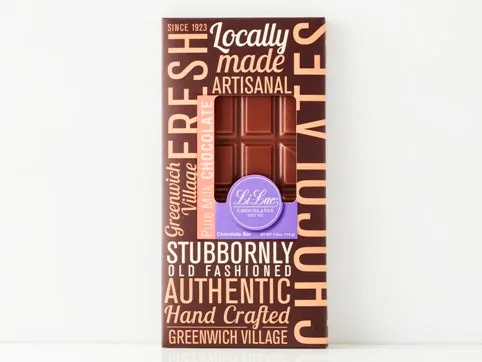 SINCE 1923
FRESH
Locally
made
ARTISANAL
CHOCOLATES
Greenwich
Village
Pure Milk CHOCOLATE
Li-Lac
CHOCOLATES
Chocolate Bar
STUBBORNLY
OLD FASHIONED
AUTHENTIC
Hand Crafted
GREENWICH VILLAGE